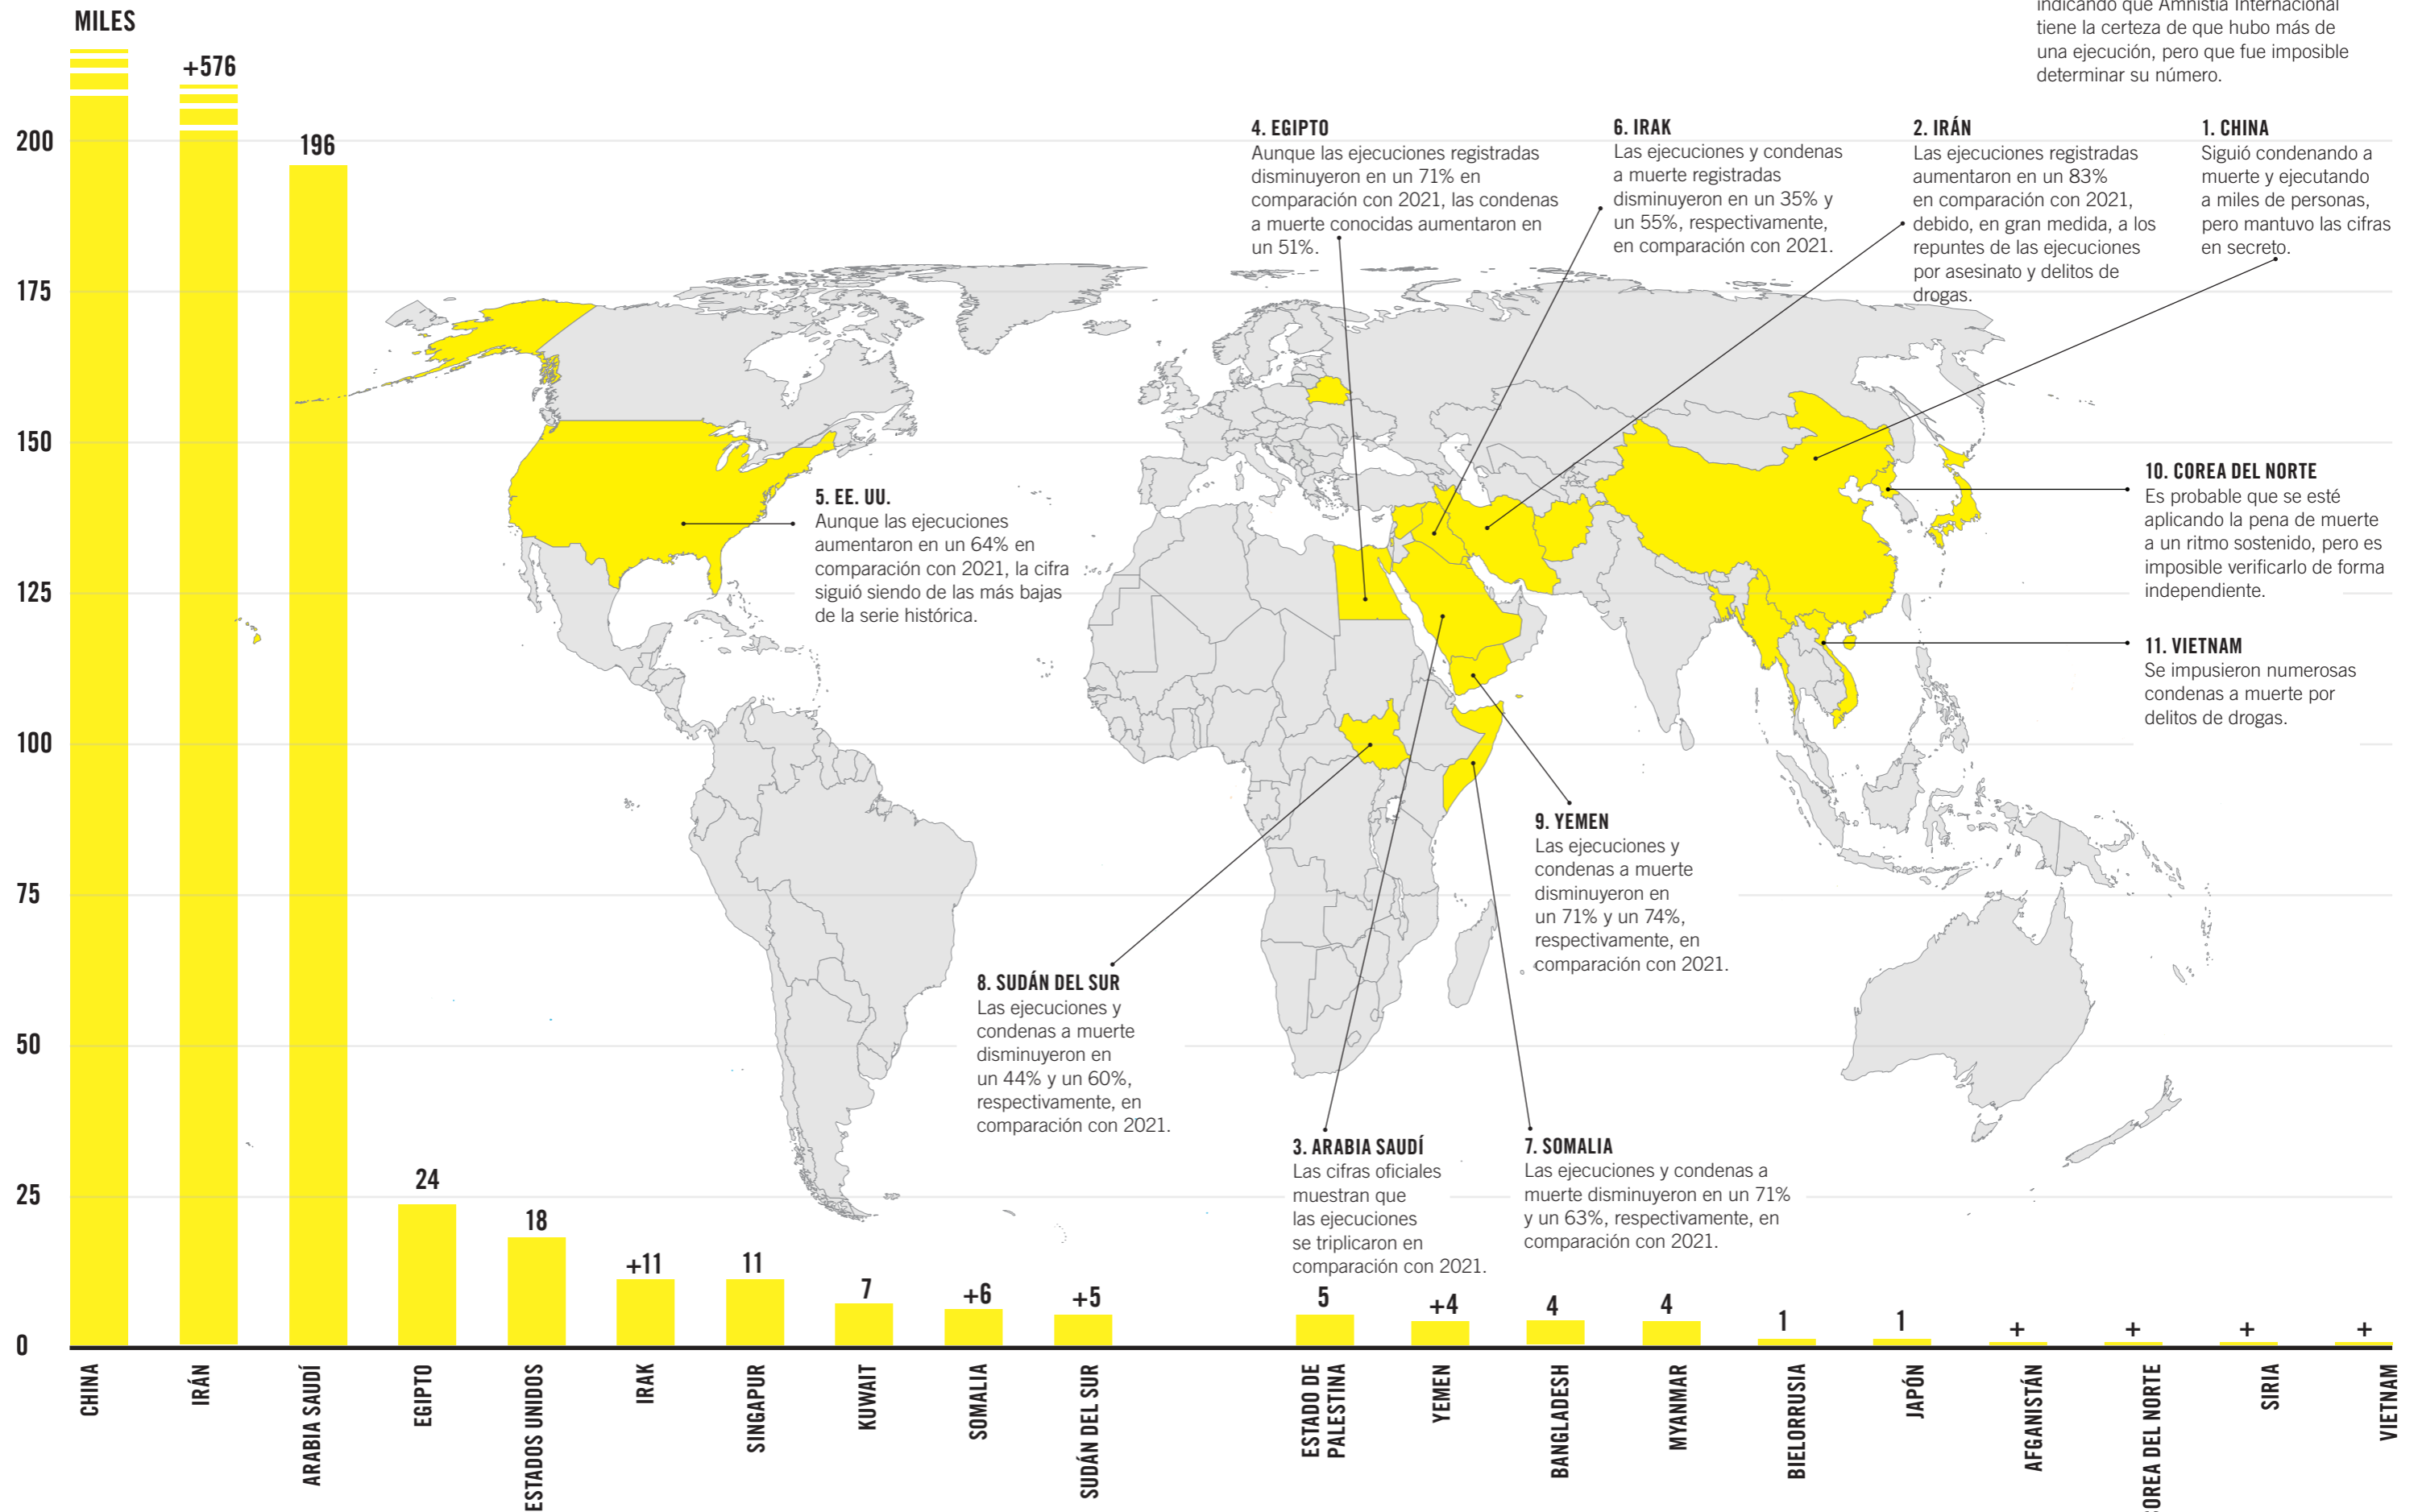 MILES
indicando que Amnistía Internacional
tiene la certeza de que hubo más de
una ejecución, pero que fue imposible
determinar su número.
+576
196
200
175
150
125
100
75
50
25
0
4. EGIPTO
Aunque las ejecuciones registradas
disminuyeron en un 71% en
comparación con 2021, las condenas
a muerte conocidas aumentaron en
un 51%.
6. IRAK
Las ejecuciones y condenas
a muerte registradas
disminuyeron en un 35% y
un 55%, respectivamente,
en comparación con 2021.
2. IRÁN
Las ejecuciones registradas
aumentaron en un 83%
en comparación con 2021,
debido, en gran medida, a los
repuntes de las ejecuciones
por asesinato y delitos de
drogas.
1. CHINA
Siguió condenando a
muerte y ejecutando
a miles de personas,
pero mantuvo las cifras
en secreto.
5. EE. UU.
Aunque las ejecuciones
aumentaron en un 64% en
comparación con 2021, la cifra
siguió siendo de las más bajas
de la serie histórica.
10. COREA DEL NORTE
Es probable que se esté
aplicando la pena de muerte
a un ritmo sostenido, pero es
imposible verificarlo de forma
independiente.
11. VIETNAM
Se impusieron numerosas
condenas a muerte por
delitos de drogas.
9. YEMEN
Las ejecuciones y
condenas a muerte
disminuyeron en
un 71% y un 74%,
respectivamente, en
comparación con 2021.
8. SUDÁN DEL SUR
Las ejecuciones y
condenas a muerte
disminuyeron en
un 44% y un 60%,
respectivamente, en
comparación con 2021.
3. ARABIA SAUDÍ
Las cifras oficiales
muestran que
las ejecuciones
se triplicaron en
comparación con 2021.
7. SOMALIA
Las ejecuciones y condenas a
muerte disminuyeron en un 71%
y un 63%, respectivamente, en
comparación con 2021.
24
18
+11
11
7
+6
+5
5
+4
4
4
1
1
+
+
+
+
CHINA
IRÁN
ARABIA SAUDÍ
EGIPTO
ESTADOS UNIDOS
IRAK
SINGAPUR
KUWAIT
SOMALIA
SUDÁN DEL SUR
ESTADO DE
PALESTINA
YEMEN
BANGLADESH
MYANMAR
BIELORRUSIA
JAPÓN
AFGANISTÁN
COREA DEL NORTE
SIRIA
VIETNAM